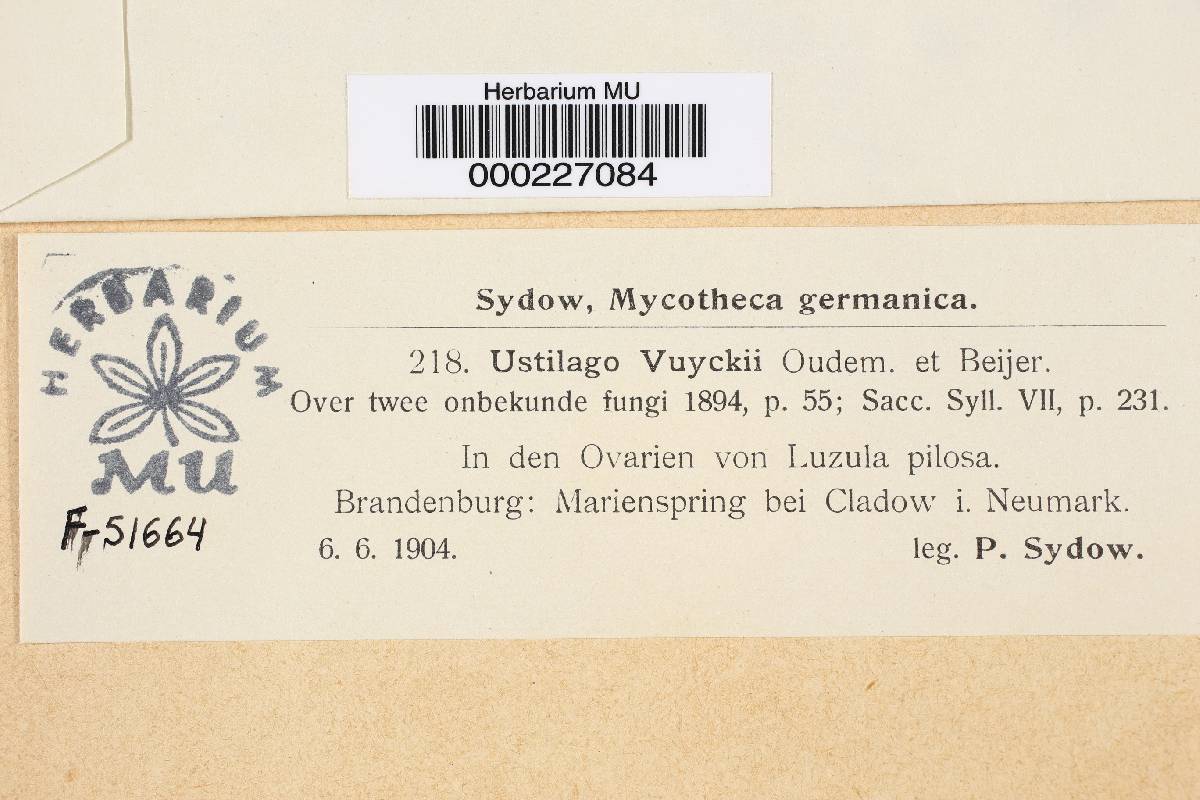 Herbarium MU
000227084
HERBARIUM
MU
F-51664
Sydow, Mycotheca germanica.
218. Ustilago Vuyckii Oudem. et Beijer.
Over twee onbekunde fungi 1894, p. 55; Sacc. Syll. VII, p. 231.
In den Ovarien von Luzula pilosa.
Brandenburg: Marienspring bei Cladow i. Neumark.
6. 6. 1904. leg. P. Sydow.